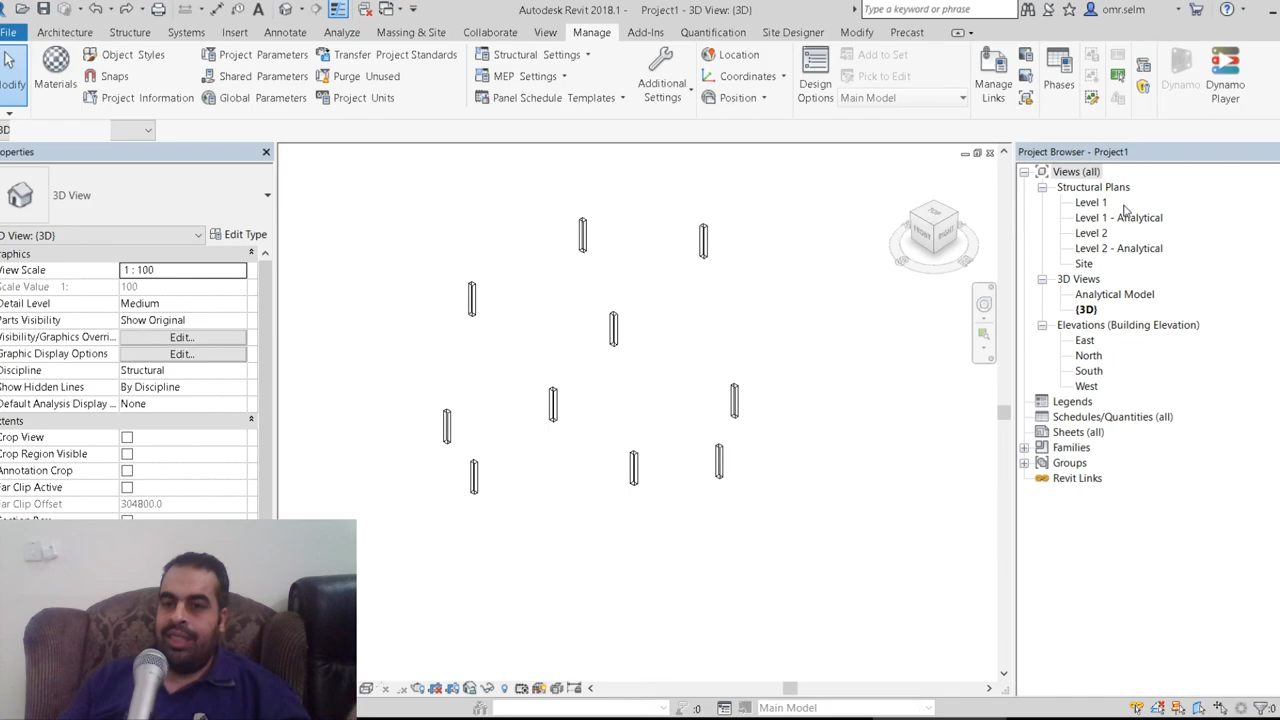 Autodesk Revit 2018.1 - Project1 - 3D View: {3D}
Type a keyword or phrase
omr.selm
File Architecture Structure Systems Insert Annotate Analyze Massing & Site Collaborate View Manage Add-Ins Quantification Site Designer Modify Precast
Modify
Materials
Object Styles
Snaps
Project Information
Project Parameters
Shared Parameters
Global Parameters
Transfer Project Standards
Purge Unused
Project Units
Structural Settings
MEP Settings
Panel Schedule Templates
Additional
Settings
Location
Coordinates
Position
Design
Options
Add to Set
Pick to Edit
Main Model
Manage
Links
Phases
Dynamo
Dynamo
Player
3D
operties
3D View
D View: {3D}
Edit Type
raphics
View Scale 1 : 100
Scale Value 1: 100
Detail Level Medium
Parts Visibility Show Original
Visibility/Graphics Overri... Edit...
Graphic Display Options Edit...
Discipline Structural
Show Hidden Lines By Discipline
Default Analysis Display ... None
xtents
Crop View
Crop Region Visible
Annotation Crop
Far Clip Active
Far Clip Offset 304800.0
TOP
FRONT
RIGHT
Project Browser - Project1
Views (all)
Structural Plans
Level 1
Level 1 - Analytical
Level 2
Level 2 - Analytical
Site
3D Views
Analytical Model
{3D}
Elevations (Building Elevation)
East
North
South
West
Legends
Schedules/Quantities (all)
Sheets (all)
Families
Groups
Revit Links
:0
Main Model
:0